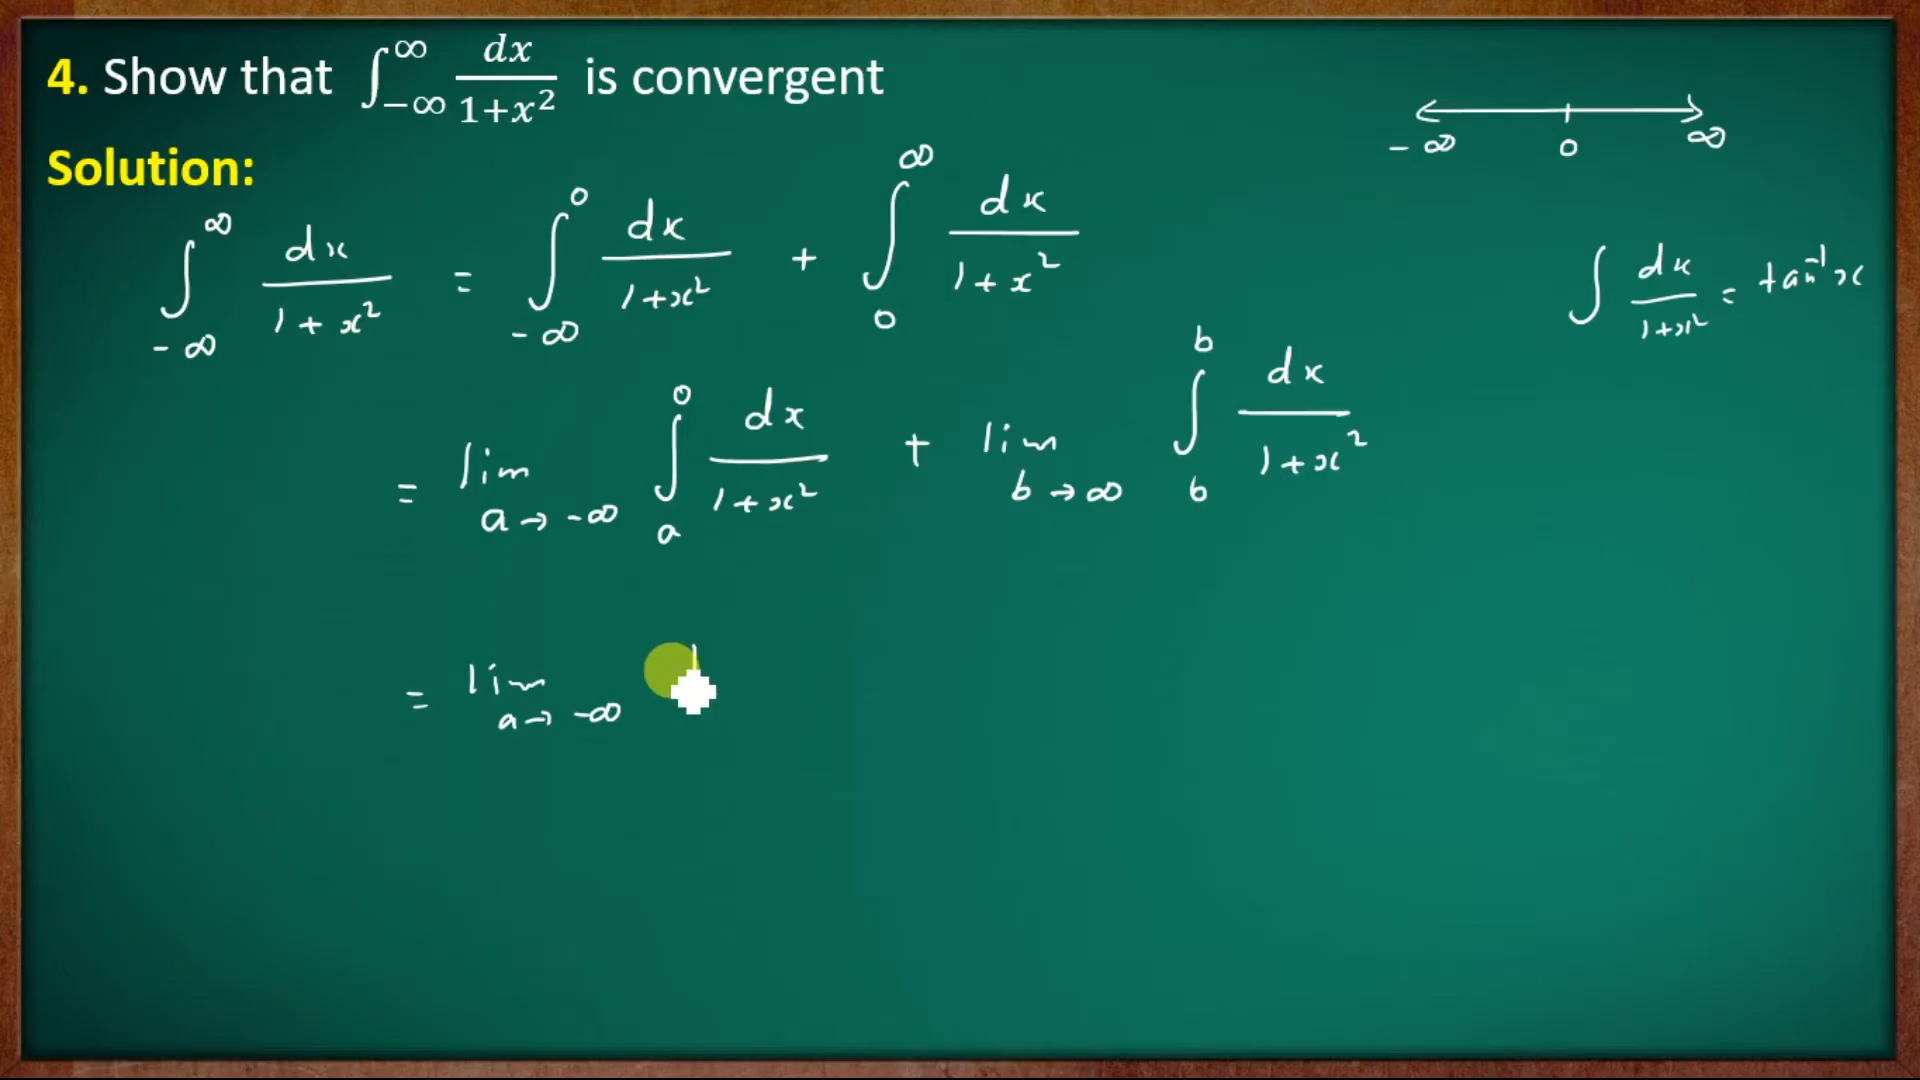 4. Show that ∫_{-∞}^{∞} dx/(1+x²) is convergent
-∞ 0 ∞
Solution:
∫_{-∞}^{∞} dx/(1+x²) = ∫_{-∞}^{0} dx/(1+x²) + ∫_{0}^{∞} dx/(1+x²)
∫ dx/(1+x²) = tan⁻¹x
= lim_{a→-∞} ∫_{a}^{0} dx/(1+x²) + lim_{b→∞} ∫_{b}^{b} dx/(1+x²)
= lim_{a→-∞}